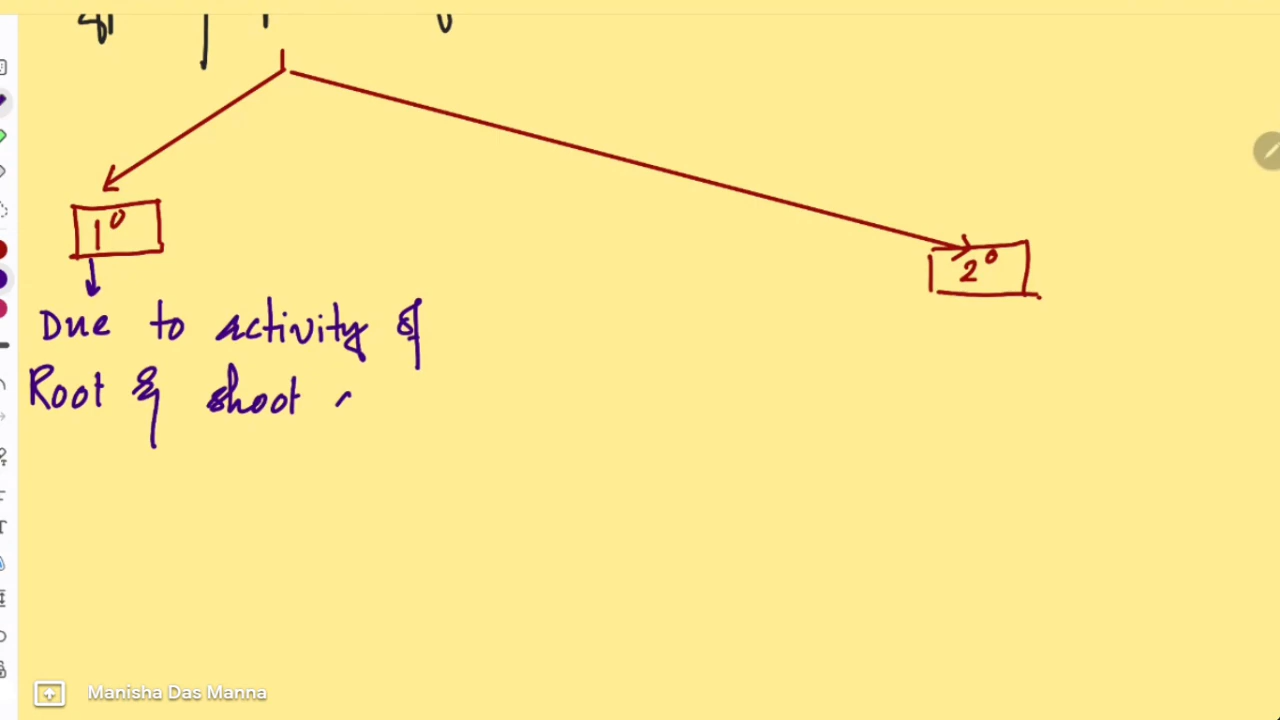 1°
2°
Due to activity of
Root & shoot
Manisha Das Manna